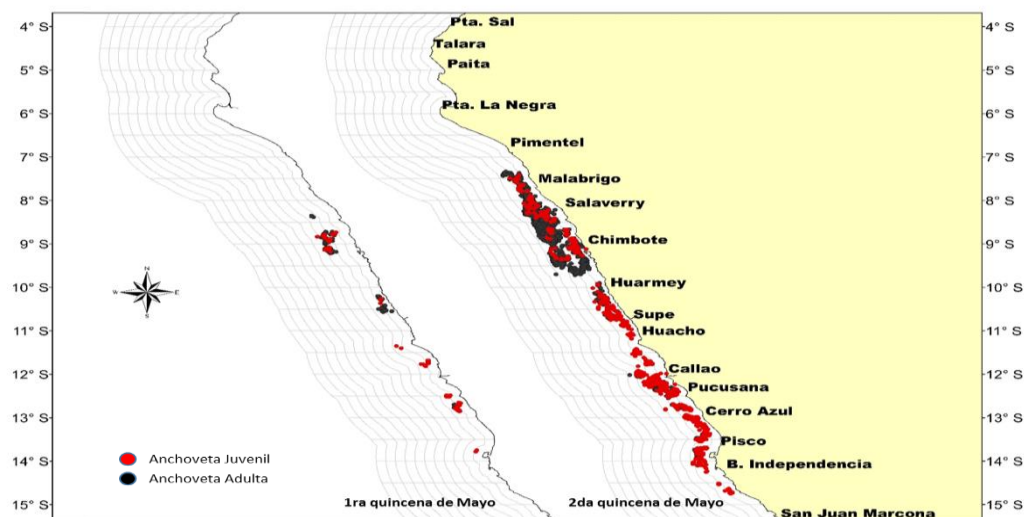 4° S
Pta. Sal
4° S
Talara
5° S
Paita
5° S
6° S
Pta. La Negra
6° S
Pimentel
7° S
7° S
Malabrigo
8° S
Salaverry
8° S
9° S
Chimbote
9° S
N
W
E
S
10° S
Huarmey
10° S
Supe
11° S
Huacho
11° S
Callao
12° S
12° S
Pucusana
13° S
Cerro Azul
13° S
Pisco
Anchoveta Juvenil
14° S
B. Independencia
14° S
Anchoveta Adulta
15° S
1ra quincena de Mayo
2da quincena de Mayo
15° S
San Juan Marcona